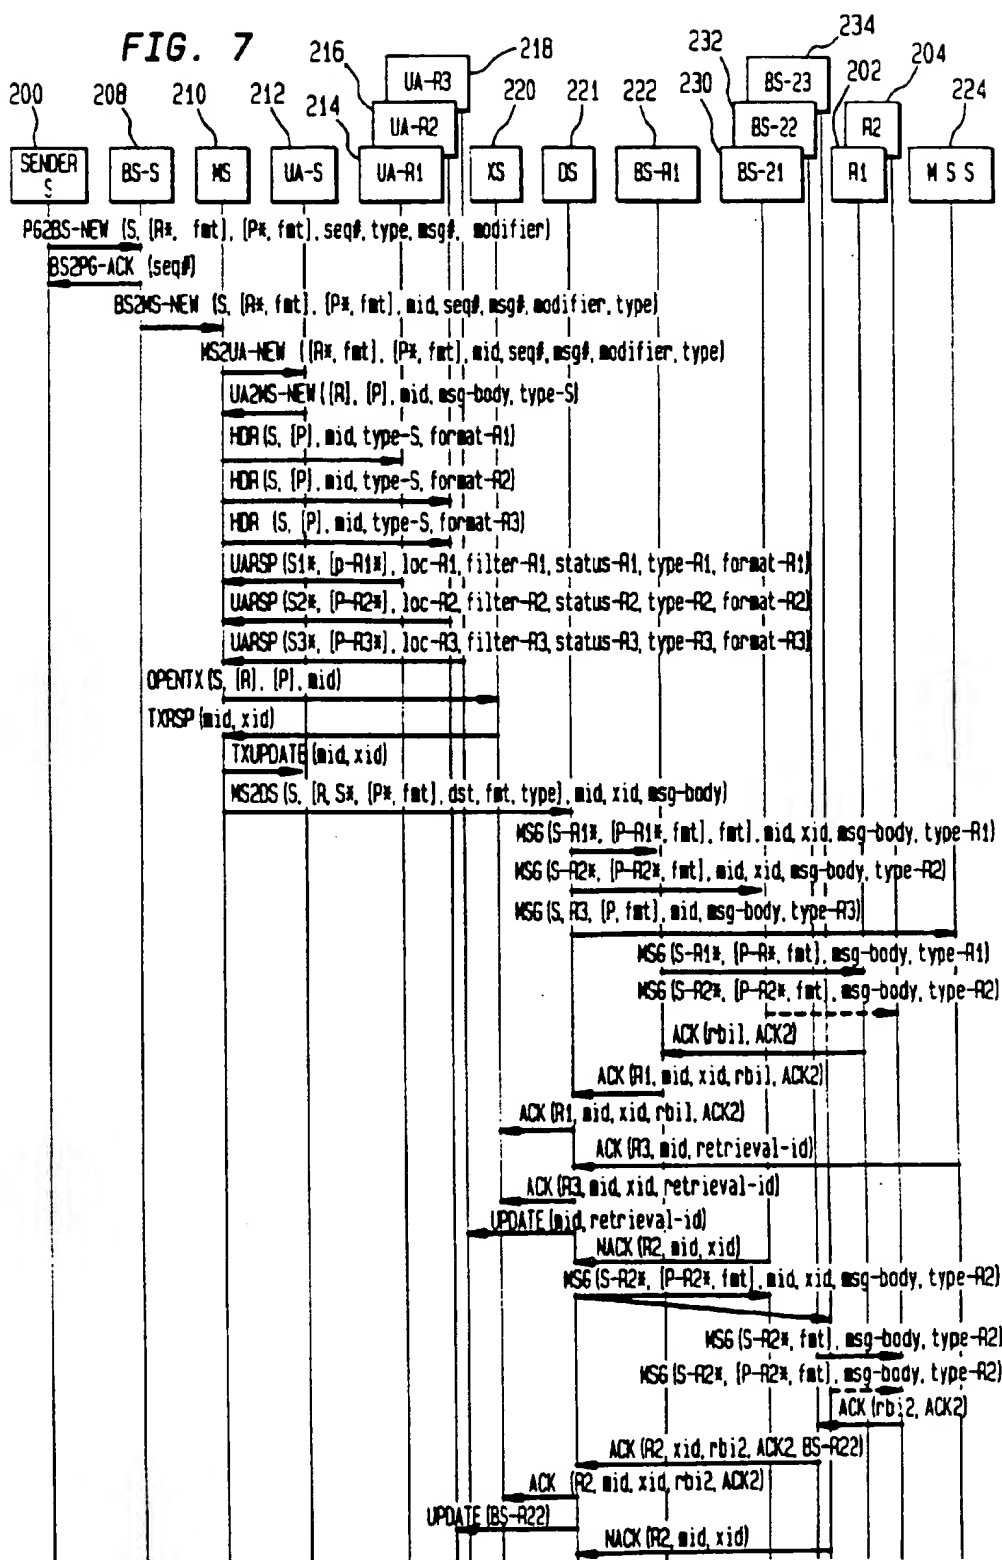 FIG. 7
200
208
210
212
214
216
218
220
221
222
230
232
234
202
204
224
SENDER S
BS-S
MS
UA-S
UA-R1
UA-R2
UA-R3
XS
DS
BS-R1
BS-21
BS-22
BS-23
R1
R2
MSS
PG2BS-NEW (S, [R*, fmt], [P*, fmt], seq#, type, msg#, modifier)
BS2PG-ACK (seq#)
BS2MS-NEW (S, [R*, fmt], [P*, fmt], mid, seq#, msg#, modifier, type)
MS2UA-NEW ([R*, fmt], [P*, fmt], mid, seq#, msg#, modifier, type)
UA2MS-NEW ([R], [P], mid, msg-body, type-S)
HDR (S, [P], mid, type-S, format-R1)
HDR (S, [P], mid, type-S, format-R2)
HDR (S, [P], mid, type-S, format-R3)
UARSP (S1*, [p-R1*], loc-R1, filter-R1, status-R1, type-R1, format-R1)
UARSP (S2*, [P-R2*], loc-R2, filter-R2, status-R2, type-R2, format-R2)
UARSP (S3*, [P-R3*], loc-R3, filter-R3, status-R3, type-R3, format-R3)
OPENTX (S, [R], [P], mid)
TXRSP (mid, xid)
TXUPDATE (mid, xid)
MS2DS (S, [R, S*, [P*, fmt], dst, fmt, type], mid, xid, msg-body)
MSG (S-R1*, [P-R1*, fmt], fmt], mid, xid, msg-body, type-R1)
MSG (S-R2*, [P-R2*, fmt], mid, xid, msg-body, type-R2)
MSG (S, R3, [P, fmt], mid, msg-body, type-R3)
MSG (S-R1*, [P-R*, fmt], msg-body, type-R1)
MSG (S-R2*, [P-R2*, fmt], msg-body, type-R2)
ACK (rbi1, ACK2)
ACK (R1, mid, xid, rbi1, ACK2)
ACK (R1, mid, xid, rbi1, ACK2)
ACK (R3, mid, retrieval-id)
ACK (R3, mid, xid, retrieval-id)
UPDATE (mid, retrieval-id)
NACK (R2, mid, xid)
MSG (S-R2*, [P-R2*, fmt], mid, xid, msg-body, type-R2)
MSG (S-R2*, fmt], msg-body, type-R2)
MSG (S-R2*, [P-R2*, fmt], msg-body, type-R2)
ACK (rbi2, ACK2)
ACK (R2, xid, rbi2, ACK2, BS-R22)
ACK (R2, mid, xid, rbi2, ACK2)
UPDATE (BS-R22)
NACK (R2, mid, xid)